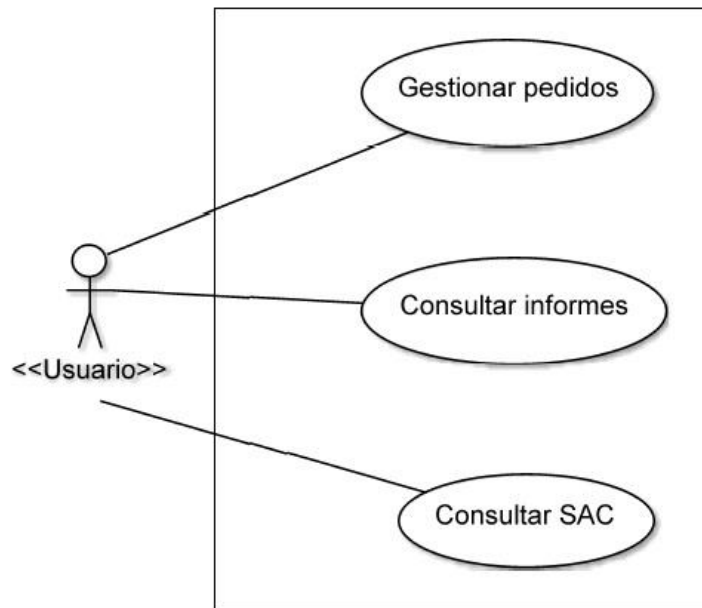 Gestionar pedidos
Consultar informes
<<Usuario>>
Consultar SAC